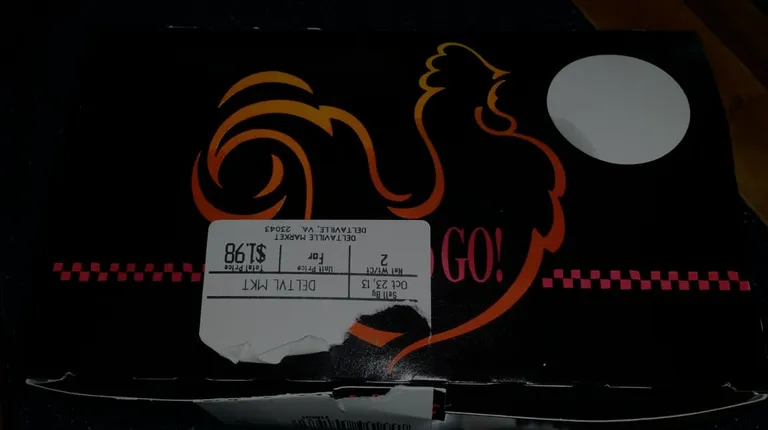 GO!
Sell By
Oct 23, 13
DELTVL MKT
Net Wt/Ct
2
Unit Price
For
Total Price
$1.98
DELTAVILLE MARKET
DELTAVILLE, VA. 23043